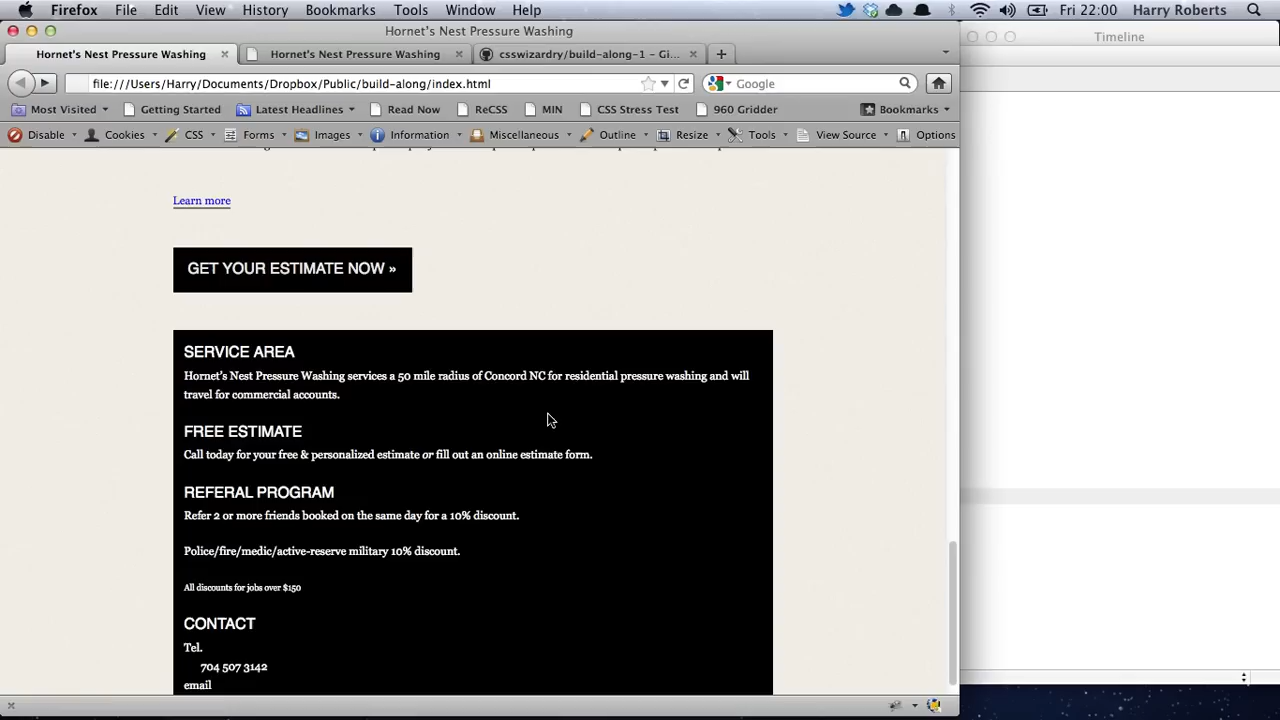 Firefox File Edit View History Bookmarks Tools Window Help Fri 22:00 Harry Roberts
Hornet's Nest Pressure Washing
Timeline
Hornet's Nest Pressure Washing Hornet's Nest Pressure Washing csswizardry/build-along-1 – Gi...
file:///Users/Harry/Documents/Dropbox/Public/build-along/index.html Google
Most Visited Getting Started Latest Headlines Read Now ReCSS MIN CSS Stress Test 960 Gridder Bookmarks
Disable Cookies CSS Forms Images Information Miscellaneous Outline Resize Tools View Source Options
Learn more
GET YOUR ESTIMATE NOW »
SERVICE AREA
Hornet's Nest Pressure Washing services a 50 mile radius of Concord NC for residential pressure washing and will
travel for commercial accounts.
FREE ESTIMATE
Call today for your free & personalized estimate or fill out an online estimate form.
REFERAL PROGRAM
Refer 2 or more friends booked on the same day for a 10% discount.
Police/fire/medic/active-reserve military 10% discount.
All discounts for jobs over $150
CONTACT
Tel.
704 507 3142
email